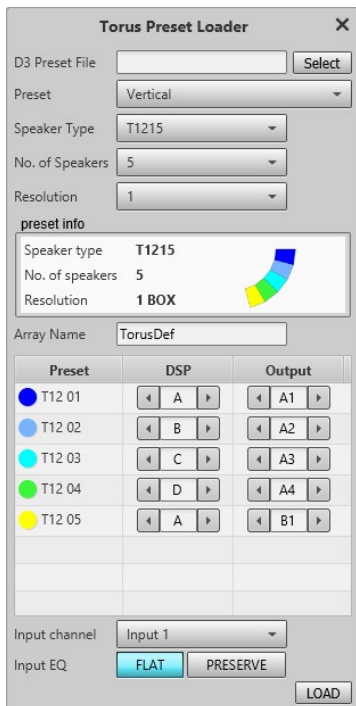 Torus Preset Loader
D3 Preset File Select
Preset Vertical
Speaker Type T1215
No. of Speakers 5
Resolution 1
preset info
Speaker type T1215
No. of speakers 5
Resolution 1 BOX
Array Name TorusDef
Preset DSP Output
T12 01 A A1
T12 02 B A2
T12 03 C A3
T12 04 D A4
T12 05 A B1
Input channel Input 1
Input EQ FLAT PRESERVE
LOAD